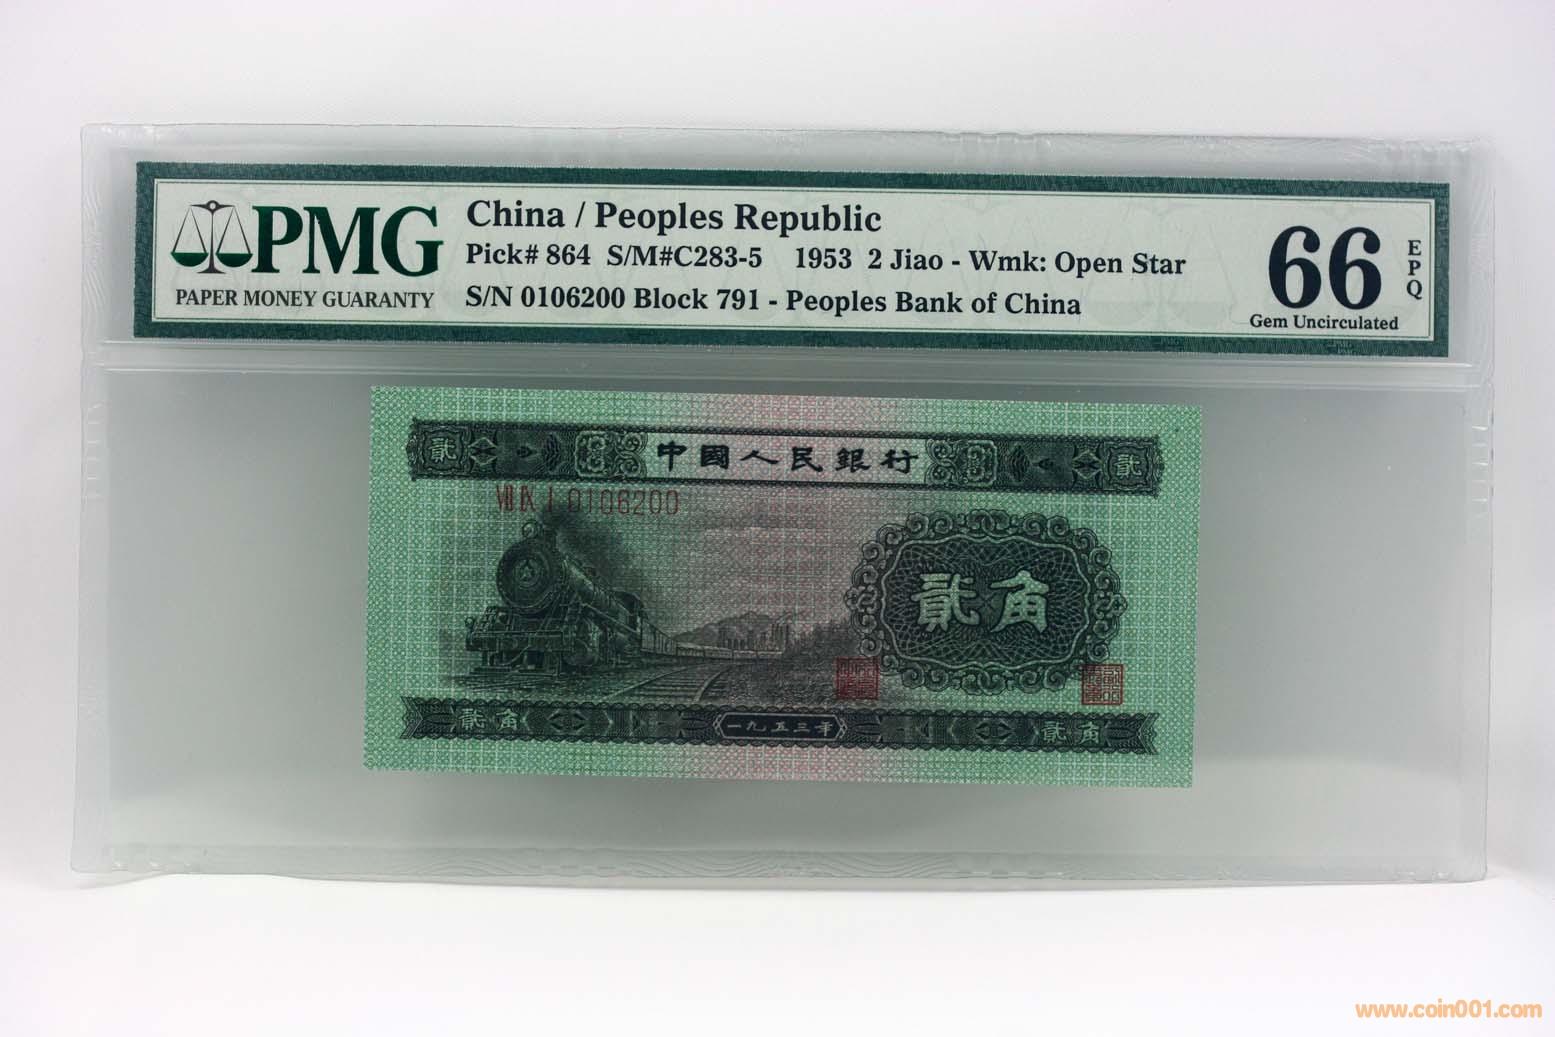 PMG
PAPER MONEY GUARANTY
China / Peoples Republic
Pick# 864 S/M#C283-5 1953 2 Jiao - Wmk: Open Star
S/N 0106200 Block 791 - Peoples Bank of China
66
EPQ
Gem Uncirculated
貳 中國人民銀行 貳
VII IX I 0106200
貳角
貳角 一九五三年 貳角
www.coin001.com